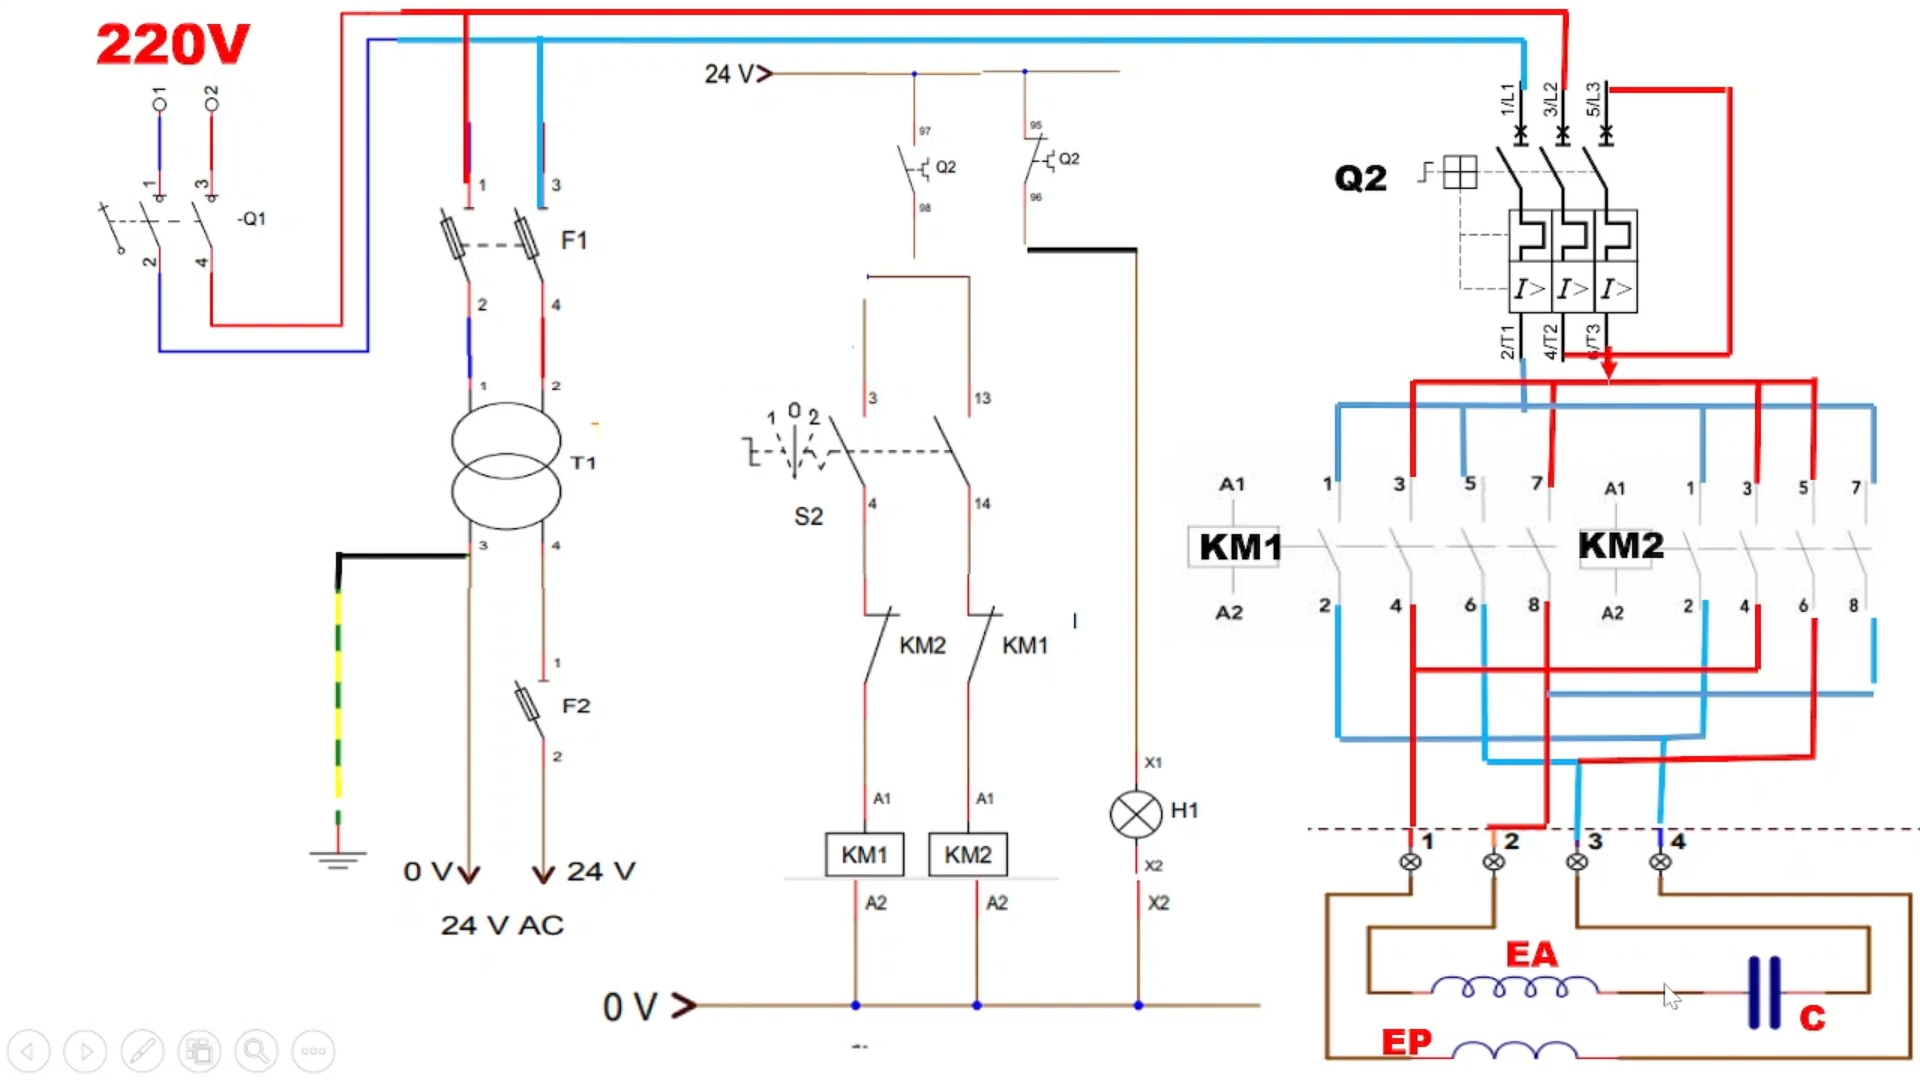 220V
1
2
1
3
-Q1
2
4
1
3
F1
2
4
1
2
T1
3
4
1
F2
2
0 V
24 V
24 V AC
24 V
97
Q2
98
95
Q2
96
3
13
1 0 2
S2
4
14
KM2
KM1
A1
A1
KM1
KM2
A2
A2
X1
H1
X2
X2
0 V
1/L1
3/L2
5/L3
Q2
I>
I>
I>
2/T1
4/T2
6/T3
A1
1
3
5
7
A1
1
3
5
7
KM1
KM2
A2
2
4
6
8
A2
2
4
6
8
1
2
3
4
EA
C
EP